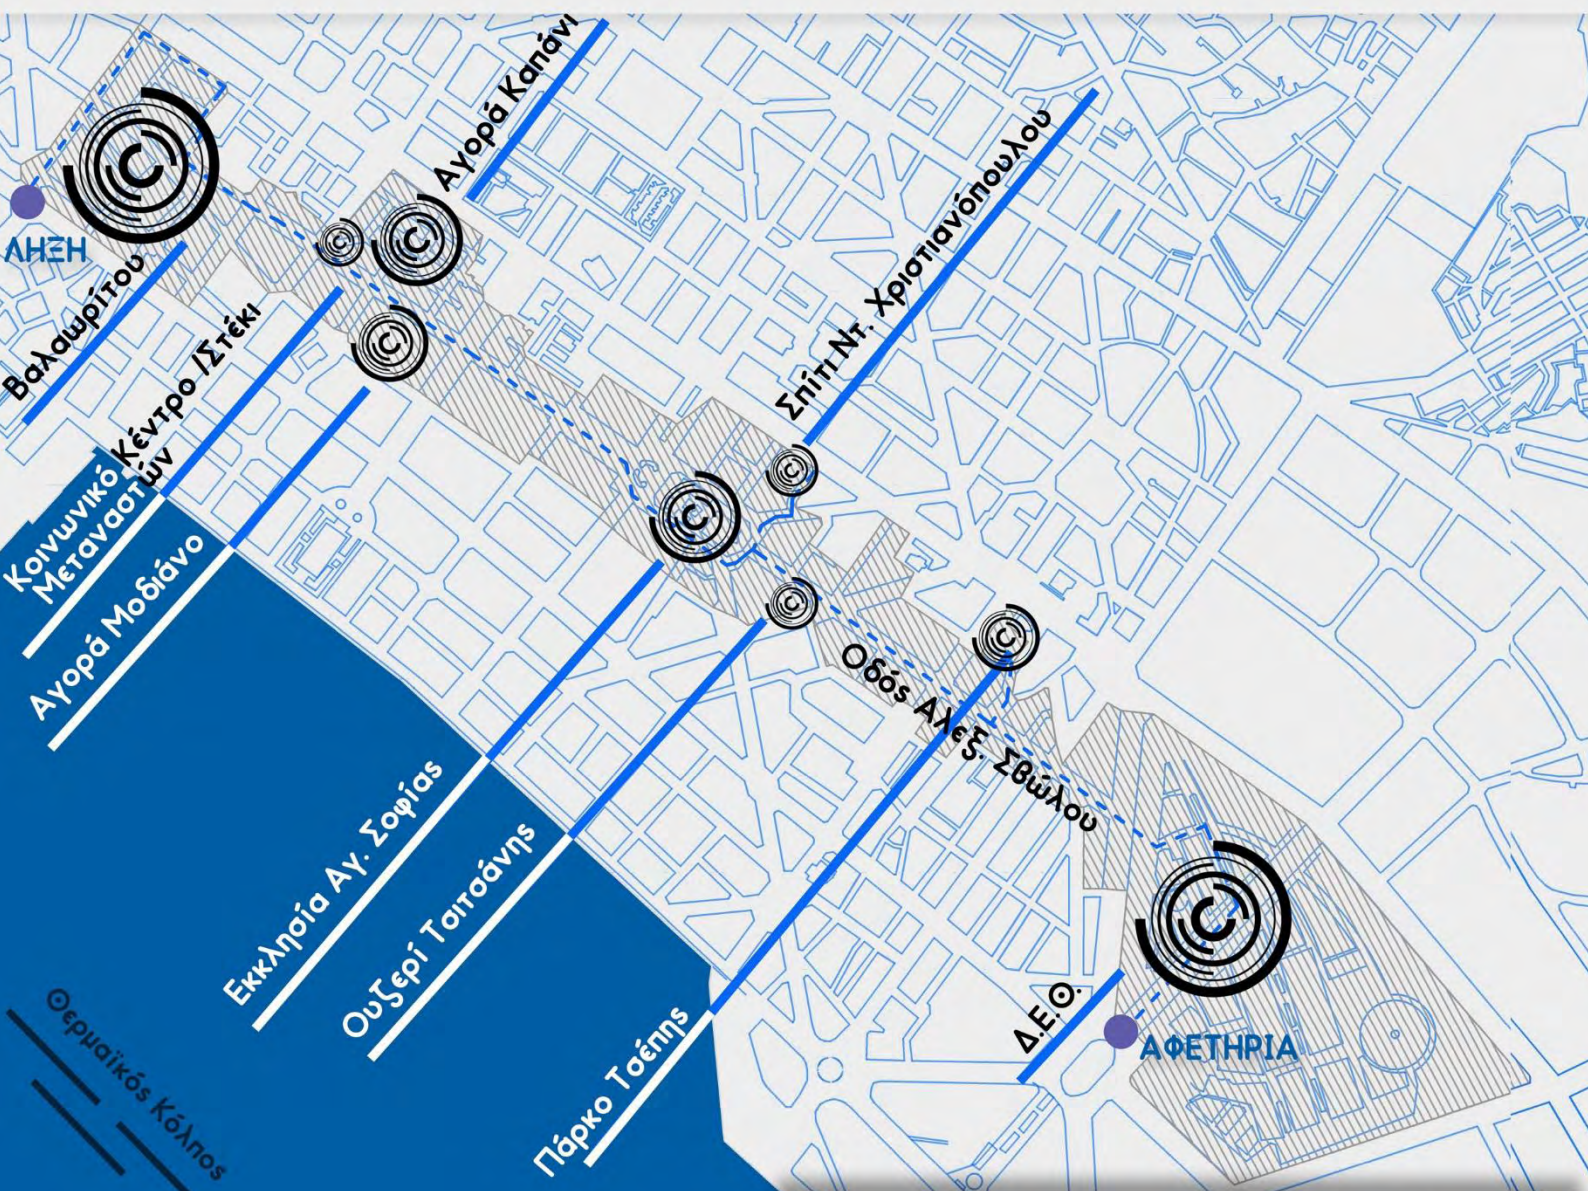 Αγορά Καπάνι
Σπίτι Ντ. Χριστιανόπουλου
ΛΗΞΗ
Βαλαωρίτου
Κοινωνικό Κέντρο /Στέκι
Μεταναστών
Αγορά Μοδιάνο
Οδός Αλεξ. Σβώλου
Εκκλησία Αγ. Σοφίας
Ουζερί Τσιτσάνης
Πάρκο Τσέπης
Δ.Ε.Θ.
ΑΦΕΤΗΡΙΑ
Θερμαϊκός Κόλπος